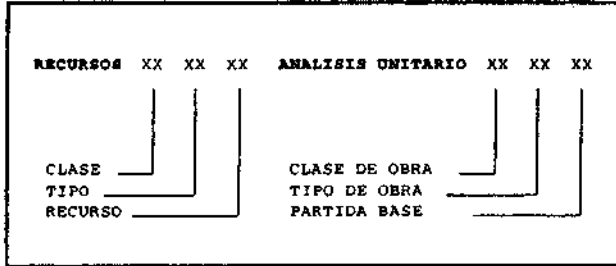 RECURSOS XX XX XX ANALISIS UNITARIO XX XX XX
CLASE CLASE DE OBRA
TIPO TIPO DE OBRA
RECURSO PARTIDA BASE